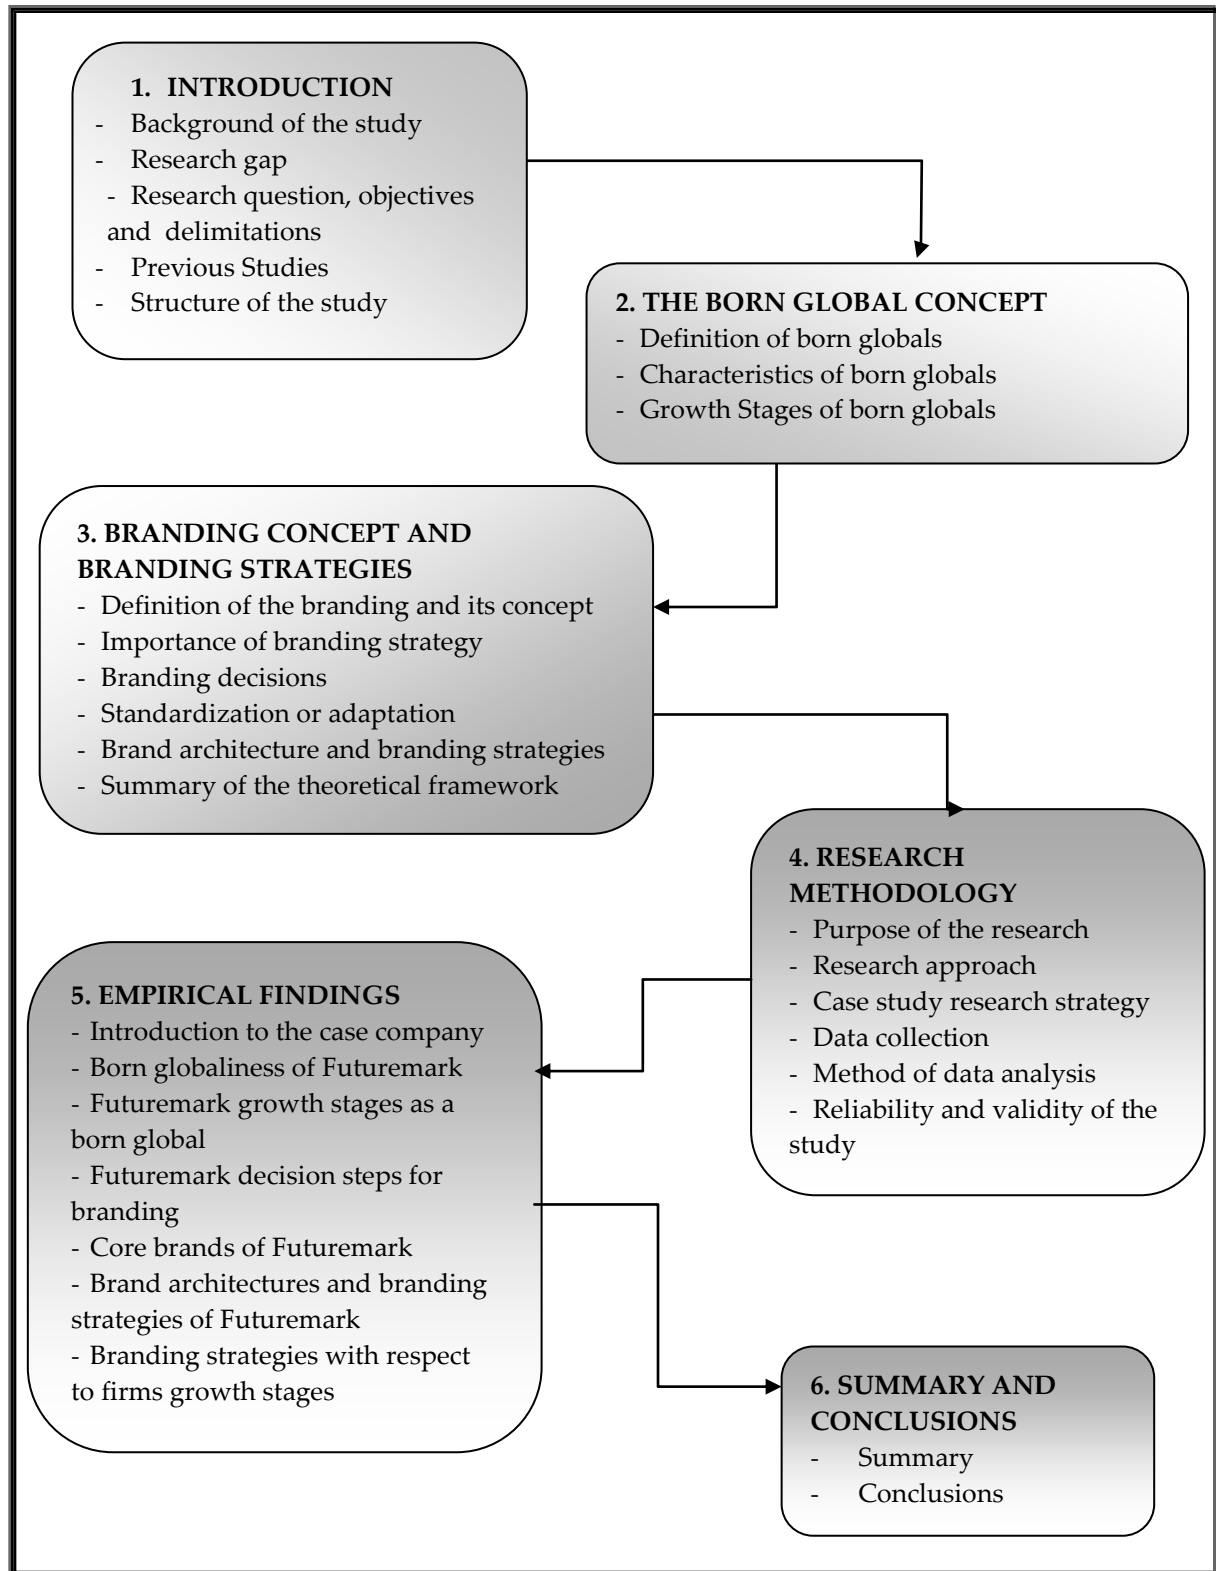 1. INTRODUCTION
- Background of the study
- Research gap
- Research question, objectives
and delimitations
- Previous Studies
- Structure of the study
2. THE BORN GLOBAL CONCEPT
- Definition of born globals
- Characteristics of born globals
- Growth Stages of born globals
3. BRANDING CONCEPT AND
BRANDING STRATEGIES
- Definition of the branding and its concept
- Importance of branding strategy
- Branding decisions
- Standardization or adaptation
- Brand architecture and branding strategies
- Summary of the theoretical framework
4. RESEARCH
METHODOLOGY
- Purpose of the research
- Research approach
- Case study research strategy
- Data collection
- Method of data analysis
- Reliability and validity of the
study
5. EMPIRICAL FINDINGS
- Introduction to the case company
- Born globaliness of Futuremark
- Futuremark growth stages as a
born global
- Futuremark decision steps for
branding
- Core brands of Futuremark
- Brand architectures and branding
strategies of Futuremark
- Branding strategies with respect
to firms growth stages
6. SUMMARY AND
CONCLUSIONS
- Summary
- Conclusions